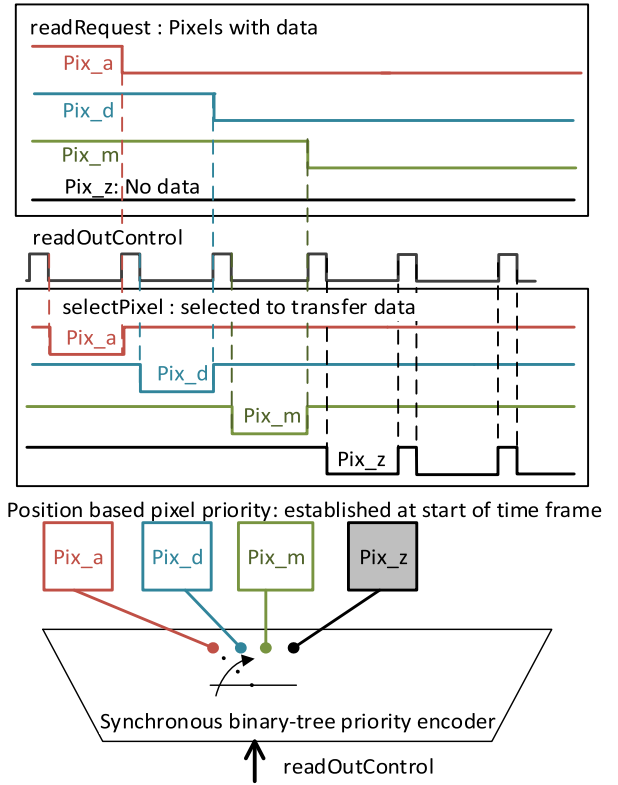 readRequest : Pixels with data
Pix_a
Pix_d
Pix_m
Pix_z: No data
readOutControl
selectPixel : selected to transfer data
Pix_a
Pix_d
Pix_m
Pix_z
Position based pixel priority: established at start of time frame
Pix_a Pix_d Pix_m Pix_z
Synchronous binary-tree priority encoder
readOutControl